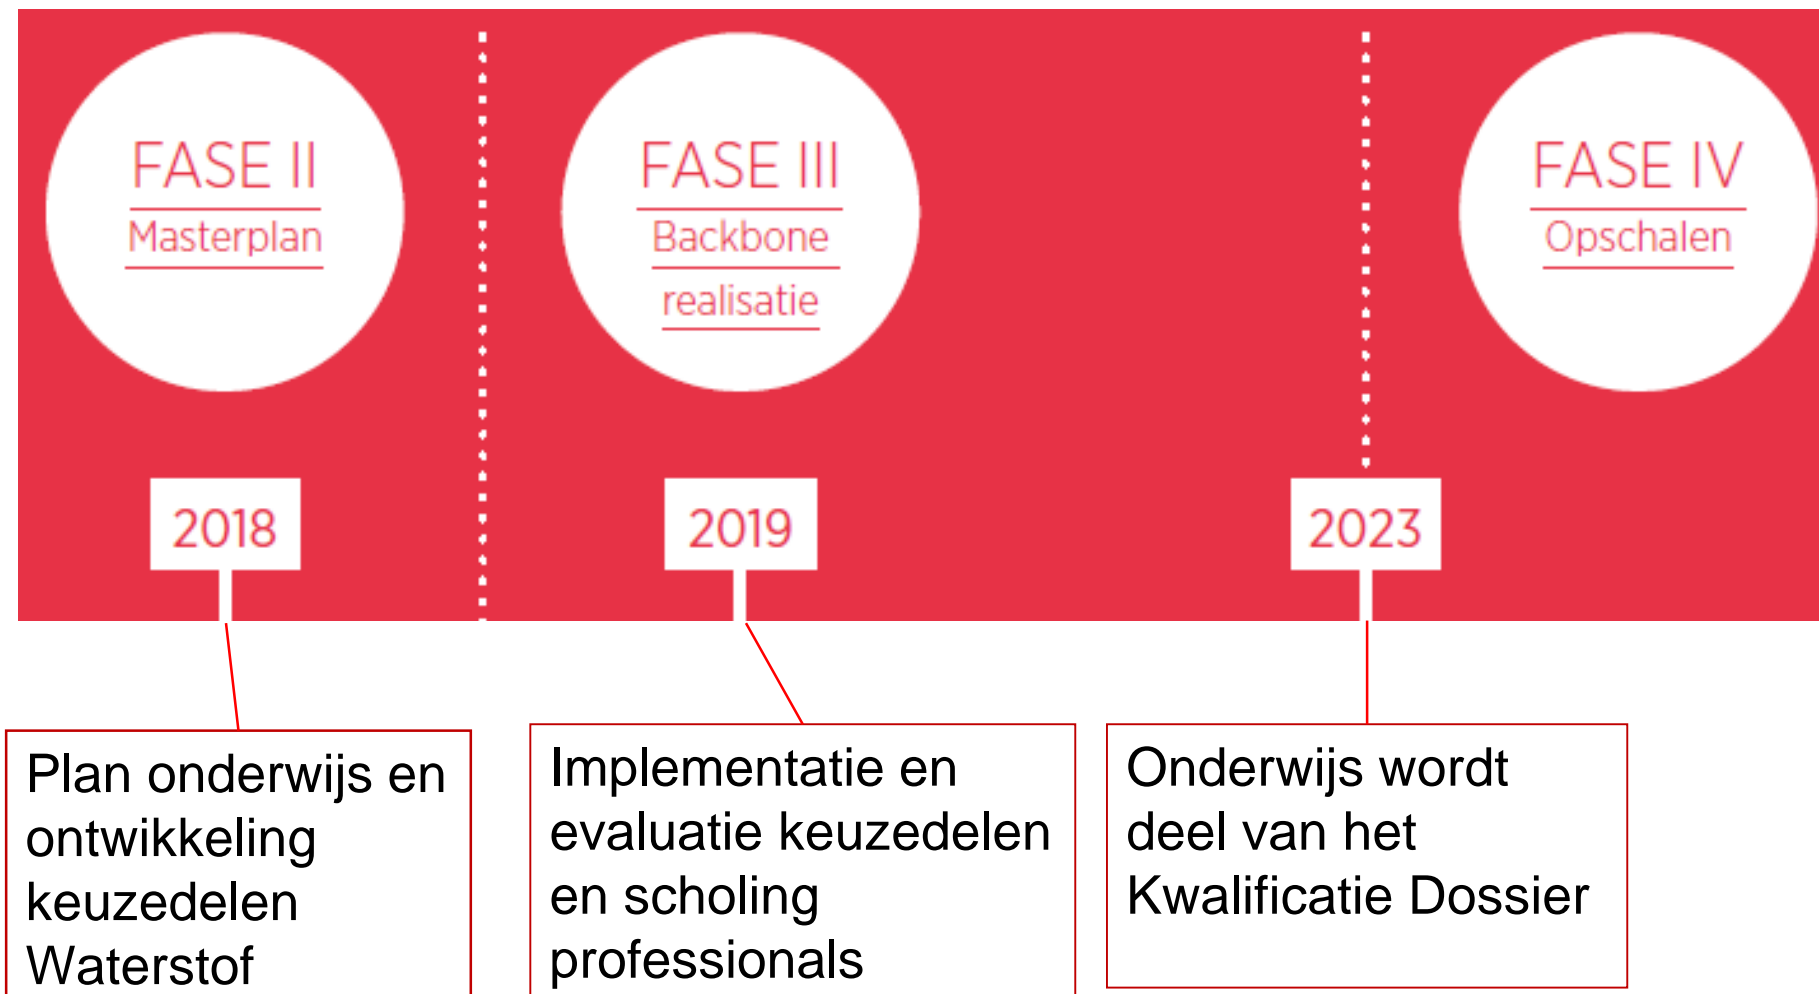 FASE II
Masterplan
FASE III
Backbone
realisatie
FASE IV
Opschalen
2018
2019
2023
Plan onderwijs en
ontwikkeling
keuzedelen
Waterstof
Implementatie en
evaluatie keuzedelen
en scholing
professionals
Onderwijs wordt
deel van het
Kwalificatie Dossier